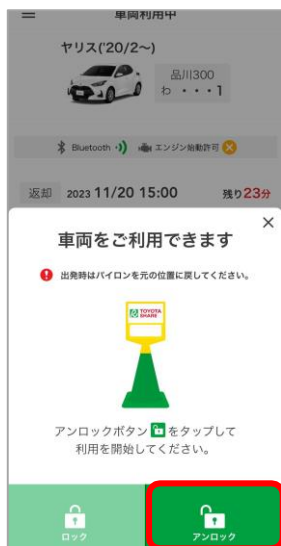 車両利用中
ヤリス('20/2~)
品川300
わ ・・・1
Bluetooth
エンジン始動許可
返却 2023 11/20 15:00 残り23分
車両をご利用できます
出発時はパイロンを元の位置に戻してください。
TOYOTA SHARE
アンロックボタン をタップして
利用を開始してください。
ロック
アンロック